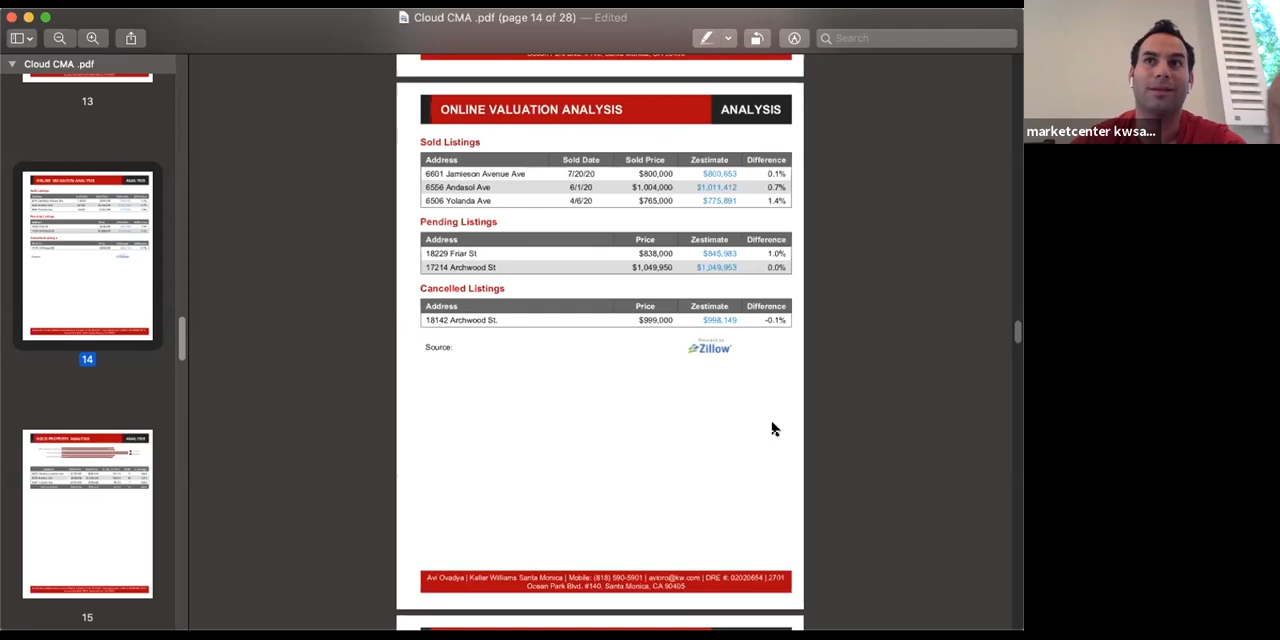 Cloud CMA .pdf (page 14 of 28) — Edited
Search
Cloud CMA .pdf
13
14
15
ONLINE VALUATION ANALYSIS ANALYSIS
Sold Listings
Address Sold Date Sold Price Zestimate Difference
6601 Jamieson Avenue Ave 7/20/20 $800,000 $800,653 0.1%
6556 Andasol Ave 6/1/20 $1,004,000 $1,011,412 0.7%
6506 Yolanda Ave 4/6/20 $765,000 $775,891 1.4%
Pending Listings
Address Price Zestimate Difference
18229 Friar St $838,000 $845,983 1.0%
17214 Archwood St $1,049,950 $1,049,953 0.0%
Cancelled Listings
Address Price Zestimate Difference
18142 Archwood St. $999,000 $998,149 -0.1%
Source:
Provided by
Zillow
Avi Ovadya | Keller Williams Santa Monica | Mobile: (818) 590-5901 | avioro@kw.com | DRE #: 02020654 | 2701
Ocean Park Blvd. #140, Santa Monica, CA 90405
marketcenter kwsa...